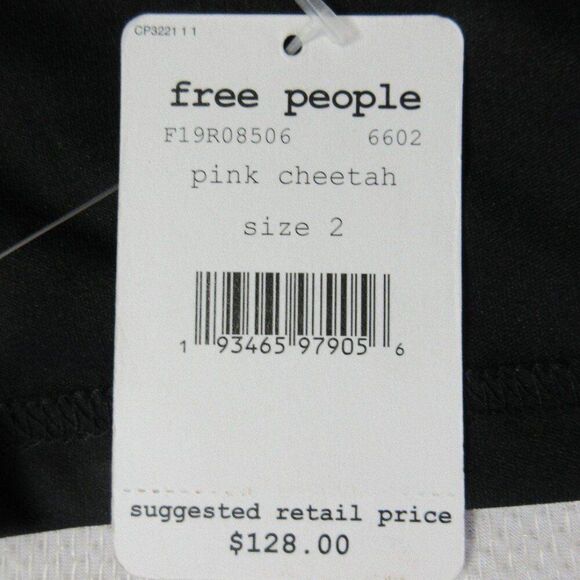 CP3221 1 1
free people
F19R08506 6602
pink cheetah
size 2
1 93465 97905 6
suggested retail price
$128.00